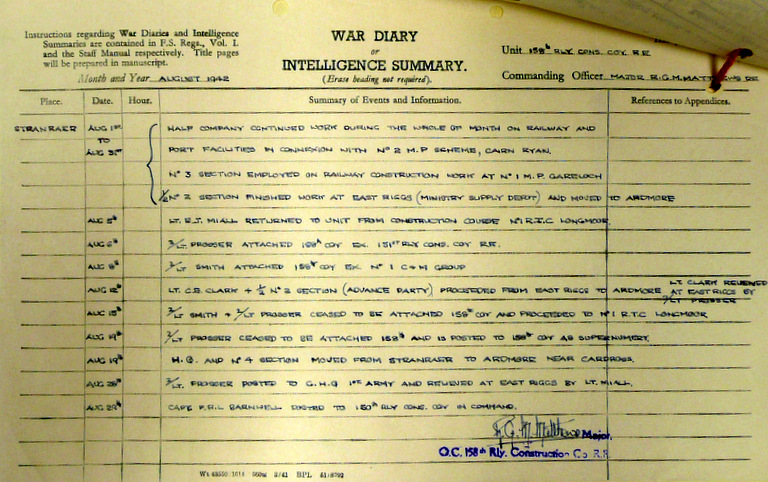 Instructions regarding War Diaries and Intelligence
Summaries are contained in F.S. Regs., Vol. I.
and the Staff Manual respectively. Title pages
will be prepared in manuscript.
Month and Year AUGUST 1942
WAR DIARY
or
INTELLIGENCE SUMMARY.
(Erase heading not required).
Unit 158th RLY. CONS. COY. R.E
Commanding Officer MAJOR R.G.M. MATTHEWS RE
Place. Date. Hour. Summary of Events and Information. References to Appendices.
STRANRAER AUG 1st HALF COMPANY CONTINUED WORK DURING THE WHOLE OF MONTH ON RAILWAY AND
TO
AUG 31st PORT FACILITIES IN CONNEXION WITH No 2 M.P SCHEME, CAIRN RYAN.
No 3 SECTION EMPLOYED ON RAILWAY CONSTRUCTION WORK AT No 1 M.P. GARELOCH
1/2 No 2 SECTION FINISHED WORK AT EAST RIGGS (MINISTRY SUPPLY DEPOT) AND MOVED TO ARDMORE
AUG 5th LT. E.J. MIALL RETURNED TO UNIT FROM CONSTRUCTION COURSE No 1 R.T.C LONGMOOR.
AUG 6th 2/LT. PROSSER ATTACHED 158th COY EX. 151st RLY CONS. COY R.E.
AUG 8th 2/LT SMITH ATTACHED 158th COY EX No 1 C & M GROUP
AUG 12th LT. C.B. CLARK + 1/2 No 2 SECTION (ADVANCE PARTY) PROCEEDED FROM EAST RIGGS TO ARDMORE LT. CLARK RELIEVED
AT EAST RIGGS BY
2/LT PROSSER
AUG 15th 2/LT SMITH + 2/LT PROSSER CEASED TO BE ATTACHED 158th COY AND PROCEEDED TO No 1 R.T.C LONGMOOR
AUG 19th 2/LT PROSSER CEASED TO BE ATTACHED 158th AND IS POSTED TO 158th COY AS SUPERNUMERY.
AUG 19th H.Q. AND No 4 SECTION MOVED FROM STRANRAER TO ARDMORE NEAR CARDROSS.
2/LT. PROSSER POSTED TO G.H.Q 1st ARMY AND RELIEVED AT EAST RIGGS BY LT. MIALL.
CAPT BARNWELL POSTED TO RLY CONS. COY IN COMMAND.
R. G. M. Matthews Major.
O.C. 158th Rly. Construction Co. R.E
Wt 43550/1614 560m 3/41 BPL 51/8792